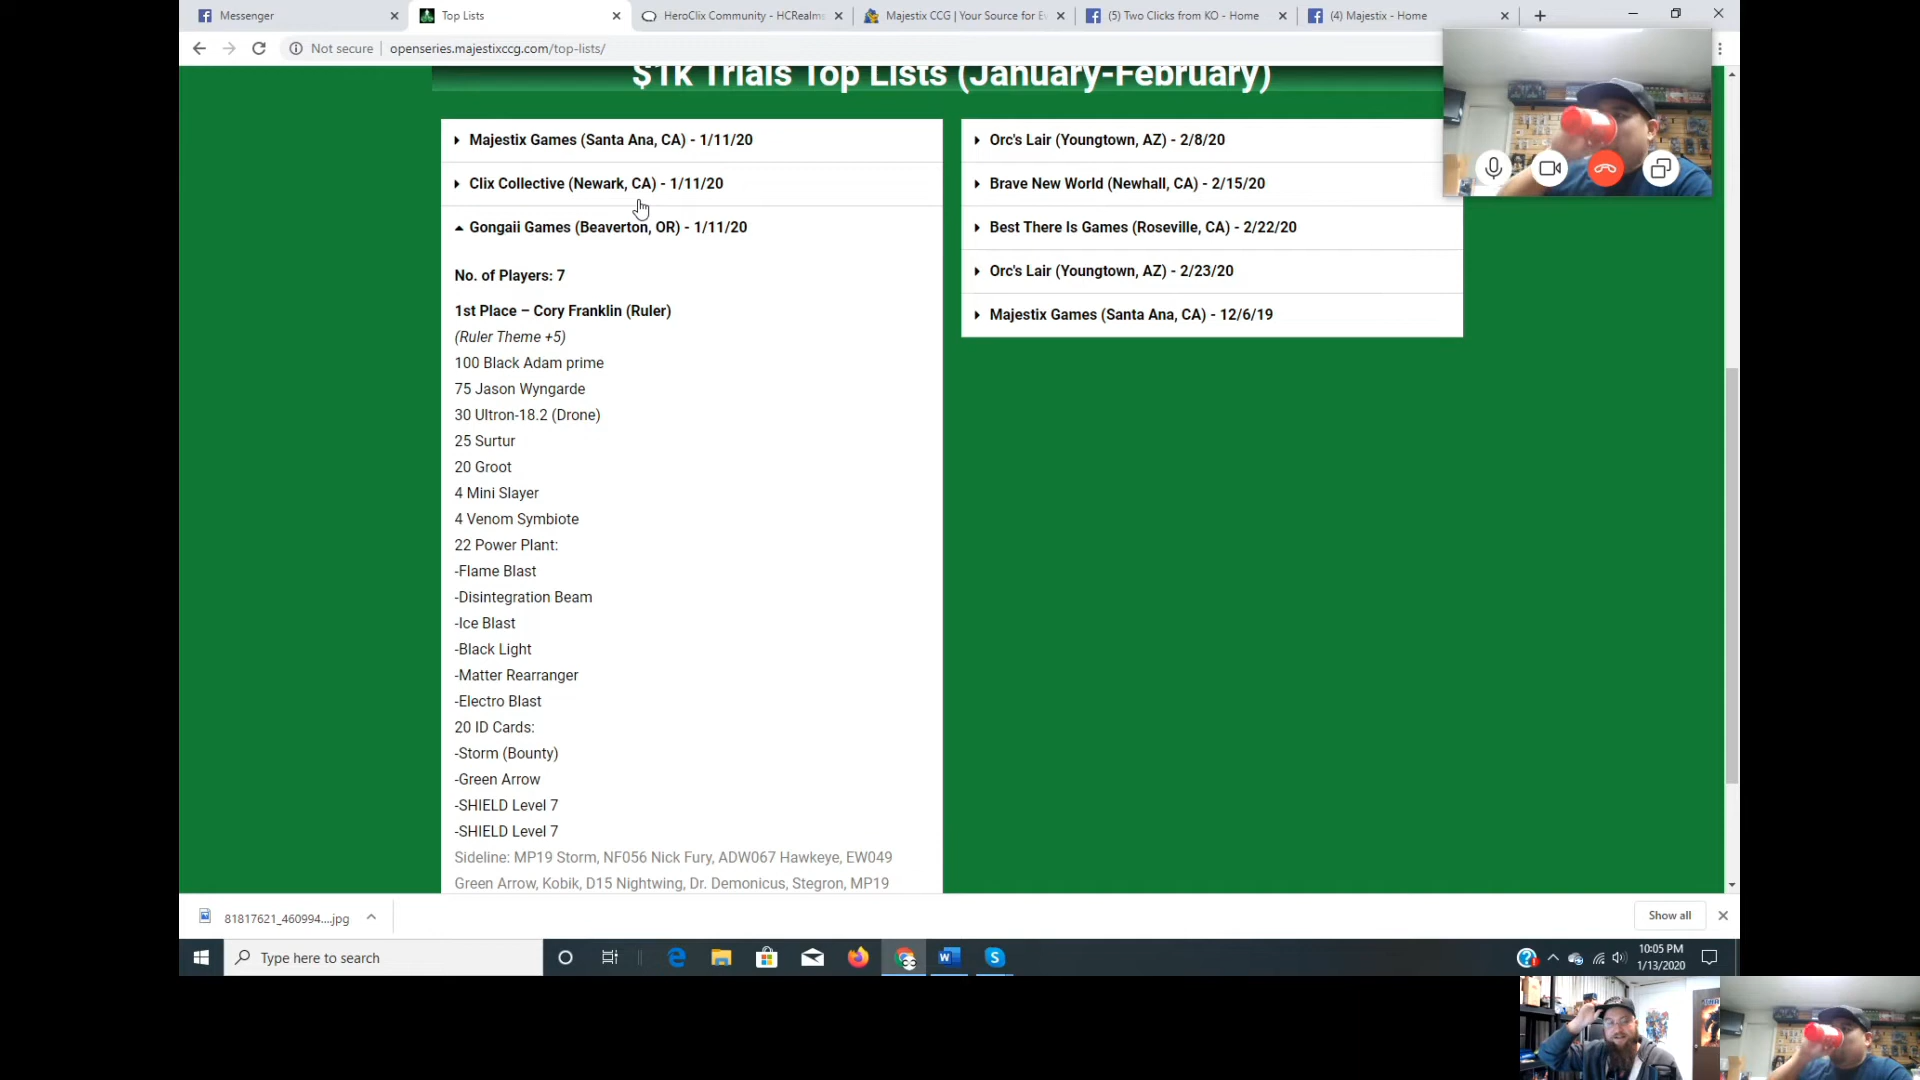 Messenger
Top Lists
HeroClix Community - HCRealms
Majestix CCG | Your Source for Ev
(5) Two Clicks from KO - Home
(4) Majestix - Home
Not secure | openseries.majestixccg.com/top-lists/
$1k Trials Top Lists (January-February)
Majestix Games (Santa Ana, CA) - 1/11/20
Clix Collective (Newark, CA) - 1/11/20
Gongaii Games (Beaverton, OR) - 1/11/20
No. of Players: 7
1st Place – Cory Franklin (Ruler)
(Ruler Theme +5)
100 Black Adam prime
75 Jason Wyngarde
30 Ultron-18.2 (Drone)
25 Surtur
20 Groot
4 Mini Slayer
4 Venom Symbiote
22 Power Plant:
-Flame Blast
-Disintegration Beam
-Ice Blast
-Black Light
-Matter Rearranger
-Electro Blast
20 ID Cards:
-Storm (Bounty)
-Green Arrow
-SHIELD Level 7
-SHIELD Level 7
Sideline: MP19 Storm, NF056 Nick Fury, ADW067 Hawkeye, EW049
Green Arrow, Kobik, D15 Nightwing, Dr. Demonicus, Stegron, MP19
Orc's Lair (Youngtown, AZ) - 2/8/20
Brave New World (Newhall, CA) - 2/15/20
Best There Is Games (Roseville, CA) - 2/22/20
Orc's Lair (Youngtown, AZ) - 2/23/20
Majestix Games (Santa Ana, CA) - 12/6/19
81817621_460994....jpg
Show all
Type here to search
10:05 PM
1/13/2020